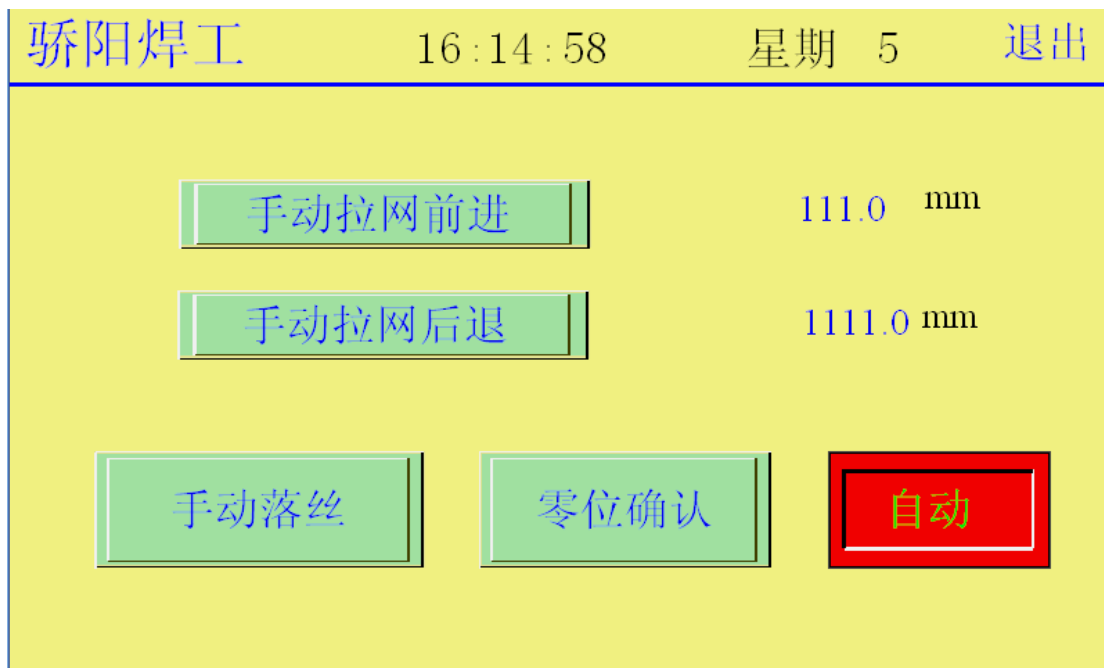 骄阳焊工 16:14:58 星期 5 退出
手动拉网前进 111.0 mm
手动拉网后退 1111.0 mm
手动落丝 零位确认 自动